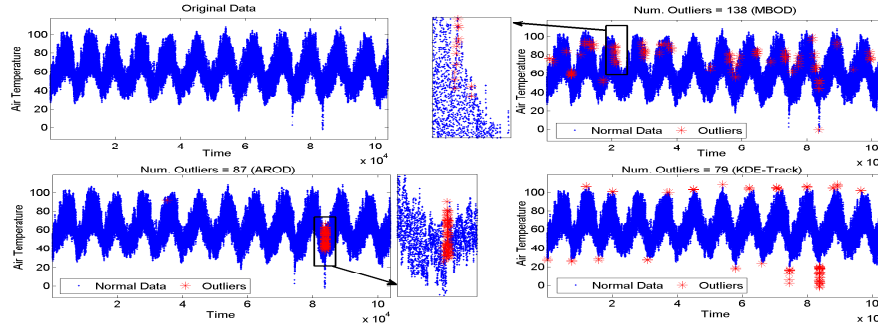 Original Data
Air Temperature
100
80
60
40
20
0
2
4
6
8
10
Time
× 10⁴
Num. Outliers = 138 (MBOD)
Air Temperature
100
80
60
40
20
0
Normal Data
Outliers
2
4
6
8
10
Time
× 10⁴
Num. Outliers = 87 (AROD)
Air Temperature
100
80
60
40
20
0
Normal Data
Outliers
2
4
6
8
10
Time
× 10⁴
Num. Outliers = 79 (KDE-Track)
Air Temperature
100
80
60
40
20
0
Normal Data
Outliers
2
4
6
8
10
Time
× 10⁴